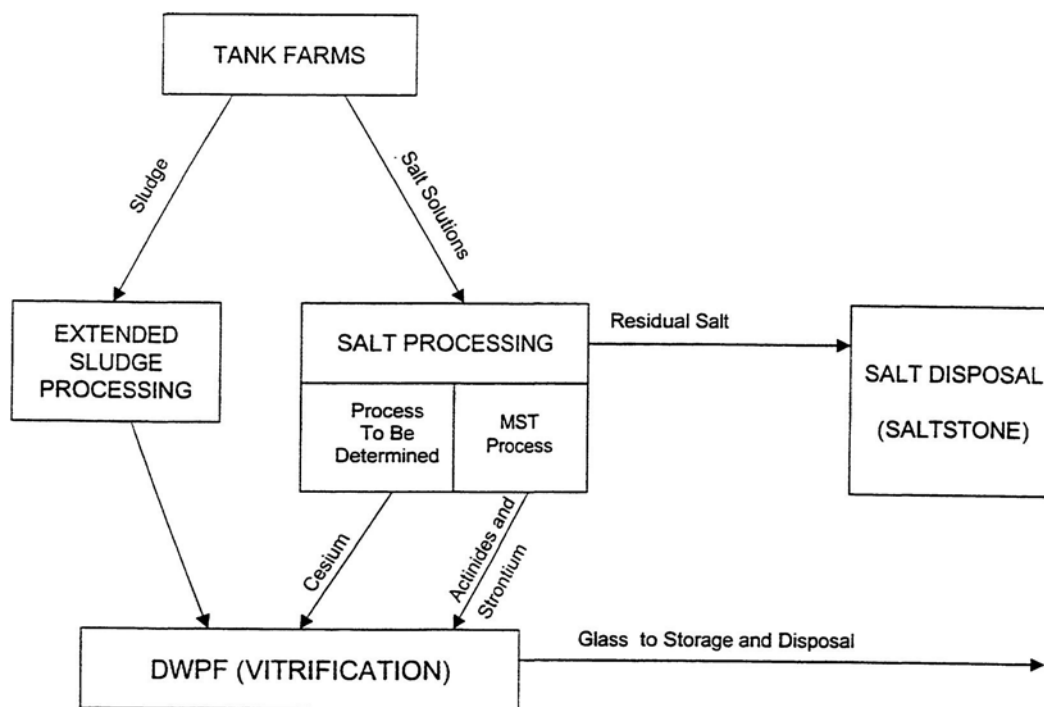 TANK FARMS
Sludge
Salt Solutions
EXTENDED
SLUDGE
PROCESSING
SALT PROCESSING
Process
To Be
Determined
MST
Process
Residual Salt
SALT DISPOSAL
(SALTSTONE)
Cesium
Actinides and
Strontium
DWPF (VITRIFICATION)
Glass to Storage and Disposal